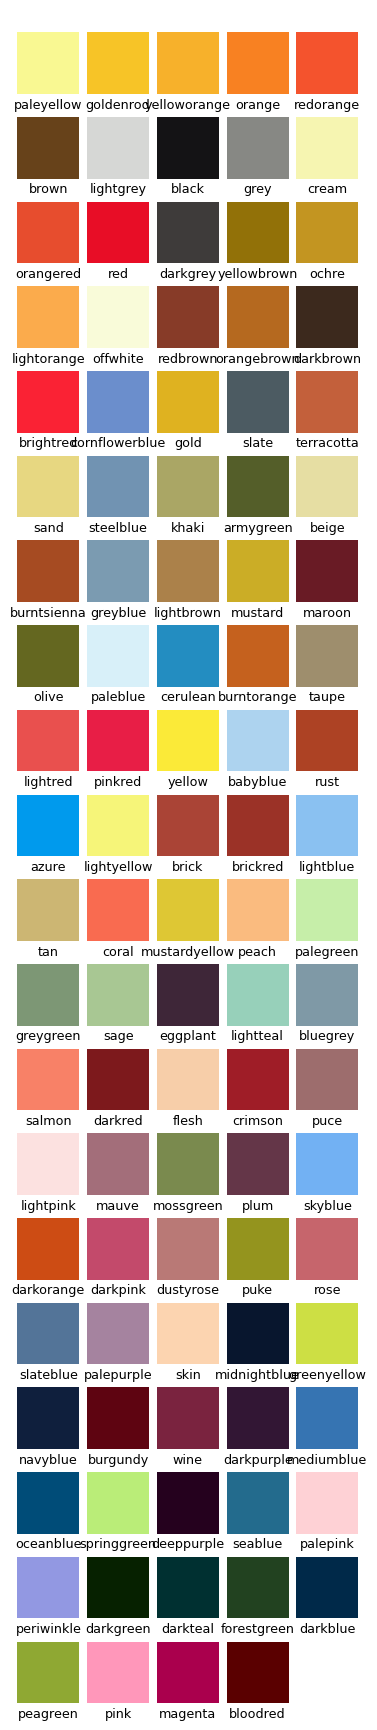 paleyellow goldenrod yelloworange orange redorange
brown lightgrey black grey cream
orangered red darkgrey yellowbrown ochre
lightorange offwhite redbrown orangebrown darkbrown
brightred cornflowerblue gold slate terracotta
sand steelblue khaki armygreen beige
burntsienna greyblue lightbrown mustard maroon
olive paleblue cerulean burntorange taupe
lightred pinkred yellow babyblue rust
azure lightyellow brick brickred lightblue
tan coral mustardyellow peach palegreen
greygreen sage eggplant lightteal bluegrey
salmon darkred flesh crimson puce
lightpink mauve mossgreen plum skyblue
darkorange darkpink dustyrose puke rose
slateblue palepurple skin midnightblue greenyellow
navyblue burgundy wine darkpurple mediumblue
oceanblue springgreen deeppurple seablue palepink
periwinkle darkgreen darkteal forestgreen darkblue
peagreen pink magenta bloodred